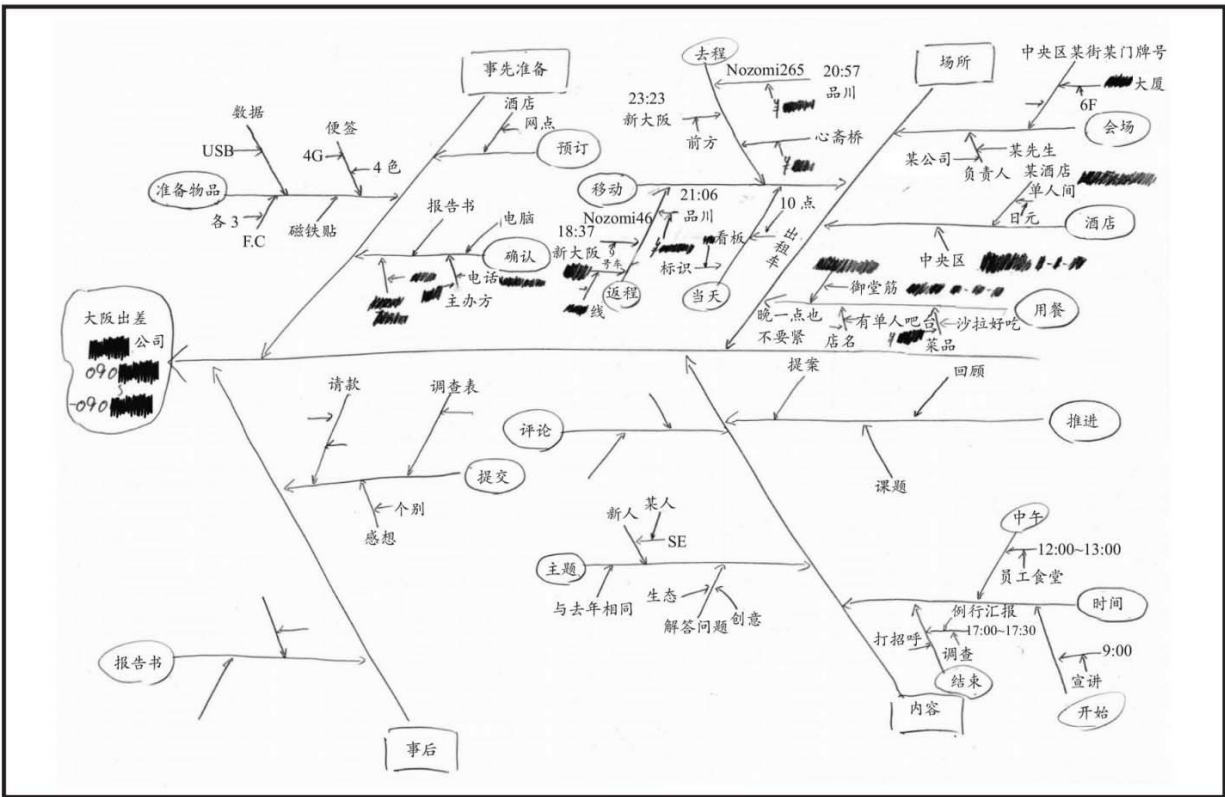 事先准备
数据
USB
便签
4G
4色
准备物品
各3
F.C
磁铁贴
酒店
网点
预订
报告书
电脑
确认
电话
主办方
去程
Nozomi265
20:57
品川
23:23
新大阪
前方
心斋桥
¥
¥
移动
Nozomi46
21:06
品川
¥
18:37
新大阪
9
号车
线
返程
10点
出租车
看板
标识
当天
场所
中央区某街某门牌号
大厦
6F
会场
某公司
某先生
负责人
某酒店
单人间
日元
酒店
中央区
御堂筋
用餐
晚一点也
不要紧
有单人吧台
店名
沙拉好吃
¥
菜品
大阪出差
公司
090
-090
请款
调查表
提交
个别
感想
报告书
事后
评论
提案
回顾
推进
课题
新人
某人
SE
主题
与去年相同
生态
解答问题
创意
中午
12:00~13:00
员工食堂
时间
例行汇报
17:00~17:30
打招呼
调查
结束
9:00
宣讲
开始
内容